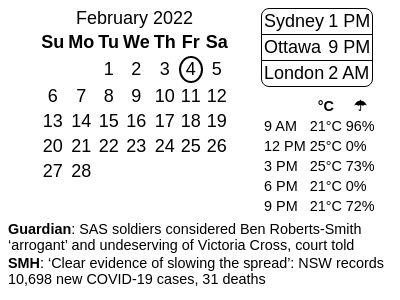 February 2022
Su Mo Tu We Th Fr Sa
1 2 3 4 5
6 7 8 9 10 11 12
13 14 15 16 17 18 19
20 21 22 23 24 25 26
27 28
Sydney 1 PM
Ottawa 9 PM
London 2 AM
°C ☂
9 AM 21°C 96%
12 PM 25°C 0%
3 PM 25°C 73%
6 PM 21°C 0%
9 PM 21°C 72%
Guardian: SAS soldiers considered Ben Roberts-Smith
‘arrogant’ and undeserving of Victoria Cross, court told
SMH: ‘Clear evidence of slowing the spread’: NSW records
10,698 new COVID-19 cases, 31 deaths